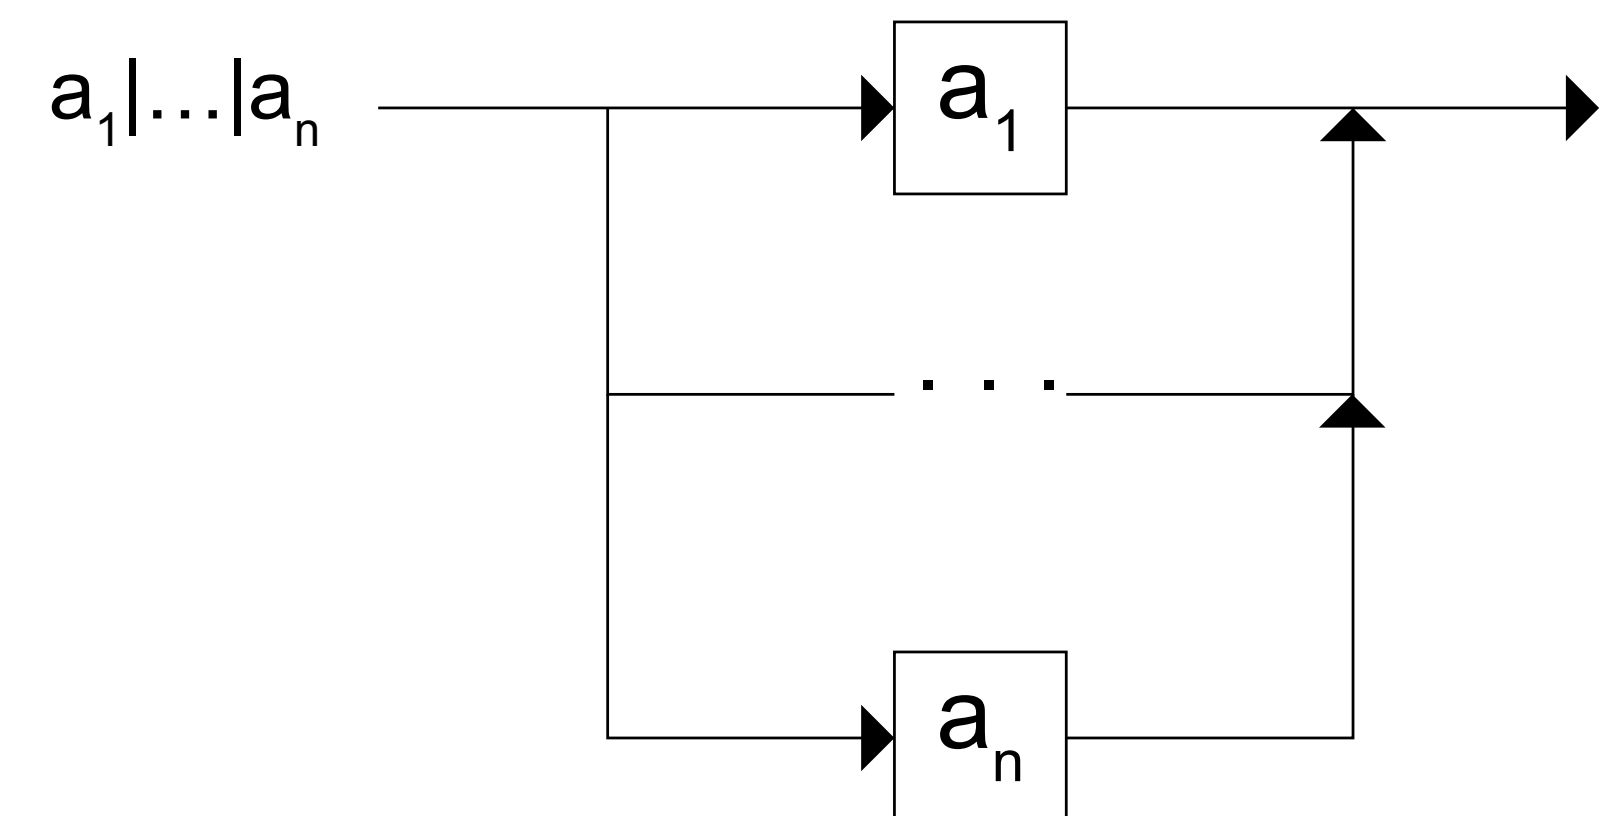 a1|...|an
a1
. . .
an